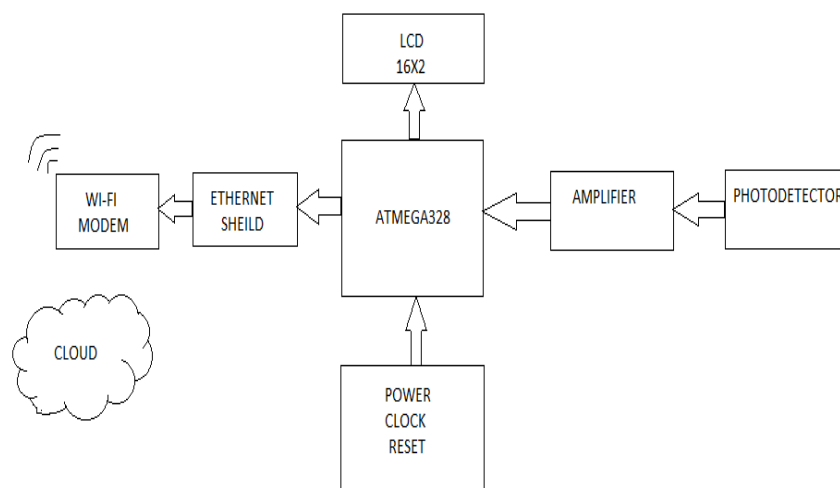 LCD
16X2
WI-FI
MODEM
ETHERNET
SHEILD
ATMEGA328
AMPLIFIER
PHOTODETECTOR
CLOUD
POWER
CLOCK
RESET